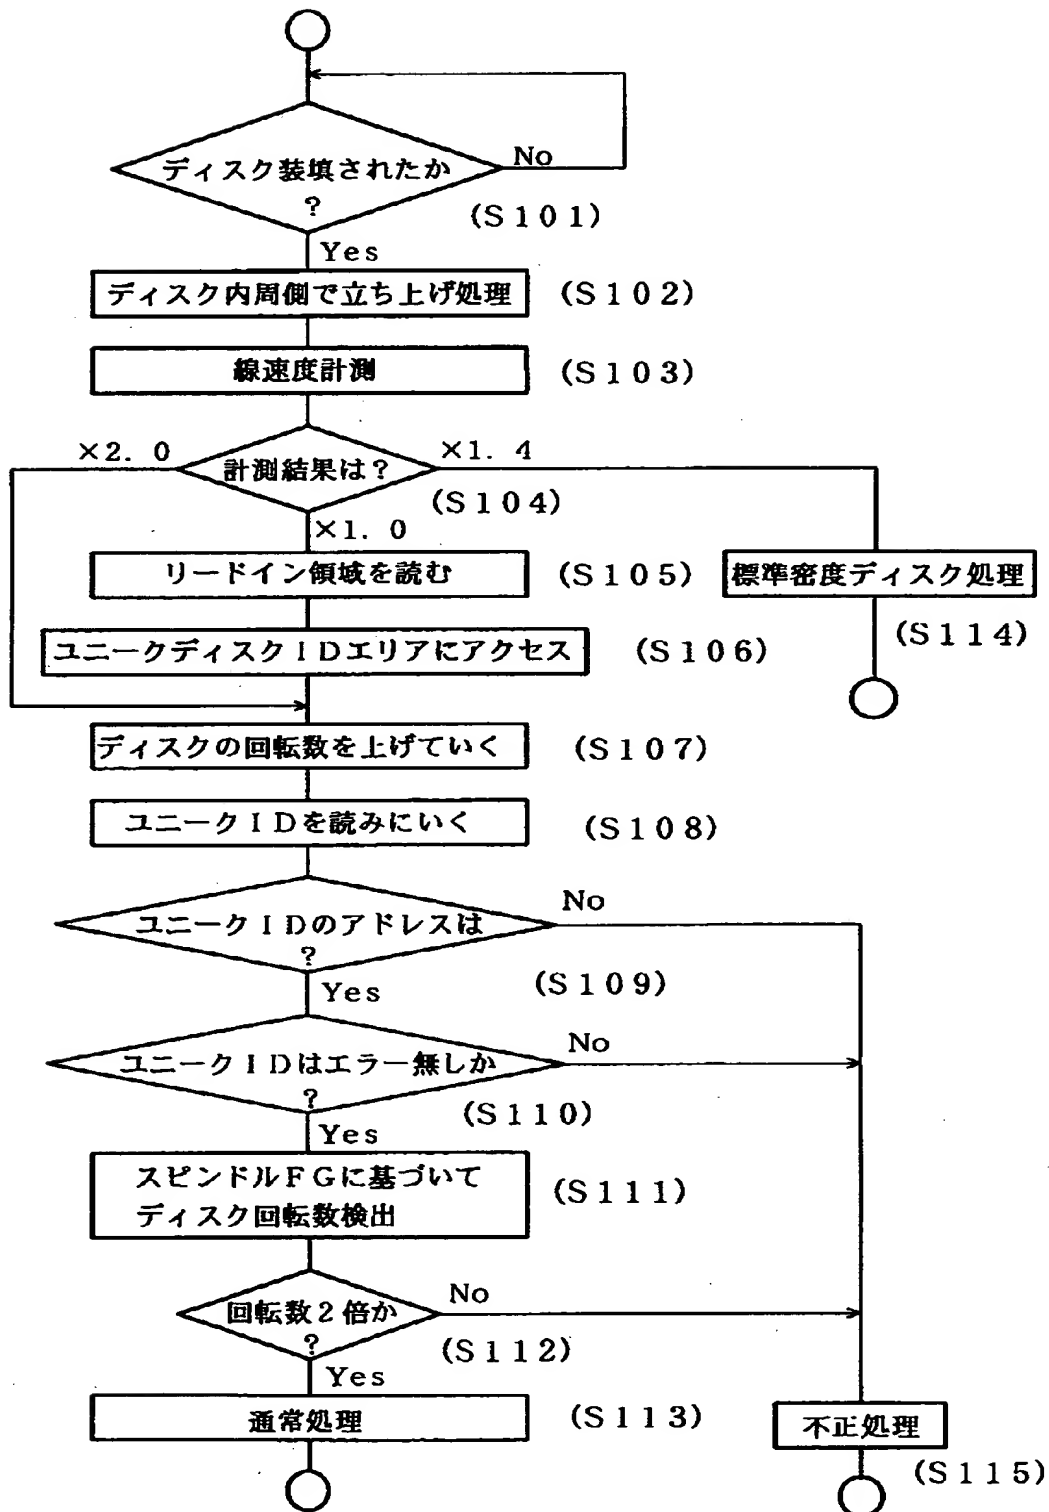 ディスク装填されたか
?
No
(S101)
Yes
ディスク内周側で立ち上げ処理
(S102)
線速度計測
(S103)
×2. 0
計測結果は?
×1. 4
(S104)
×1. 0
リードイン領域を読む
(S105)
標準密度ディスク処理
(S114)
ユニークディスクIDエリアにアクセス
(S106)
ディスクの回転数を上げていく
(S107)
ユニークIDを読みにいく
(S108)
ユニークIDのアドレスは
?
No
(S109)
Yes
ユニークIDはエラー無しか
?
No
(S110)
Yes
スピンドルFGに基づいて
ディスク回転数検出
(S111)
回転数2倍か
?
No
(S112)
Yes
通常処理
(S113)
不正処理
(S115)